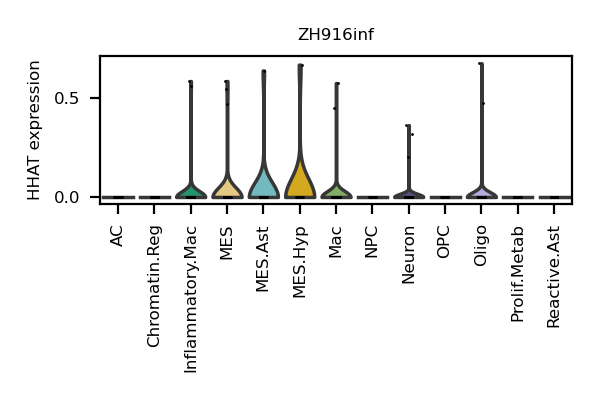 ZH916inf
HHAT expression
0.5
0.0
AC
Chromatin.Reg
Inflammatory.Mac
MES
MES.Ast
MES.Hyp
Mac
NPC
Neuron
OPC
Oligo
Prolif.Metab
Reactive.Ast